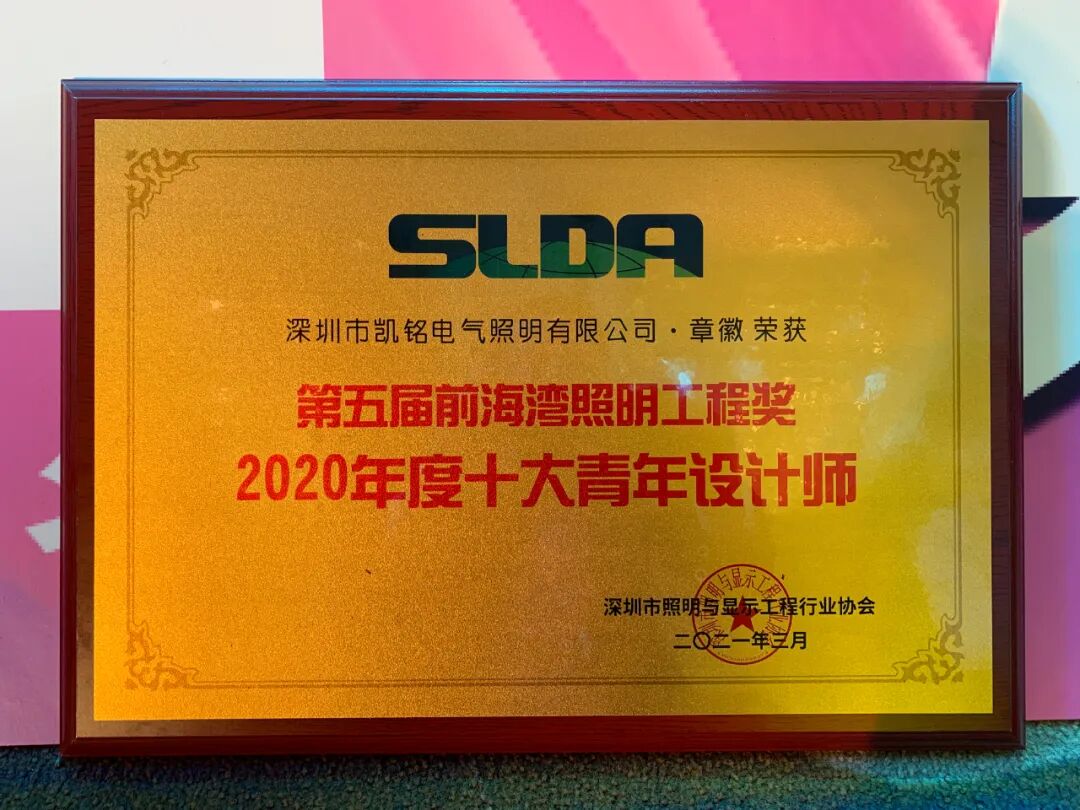 SLDA
深圳市凯铭电气照明有限公司·章徽 荣获
第五届前海湾照明工程奖
2020年度十大青年设计师
深圳市照明与显示工程行业协会
二〇二一年三月